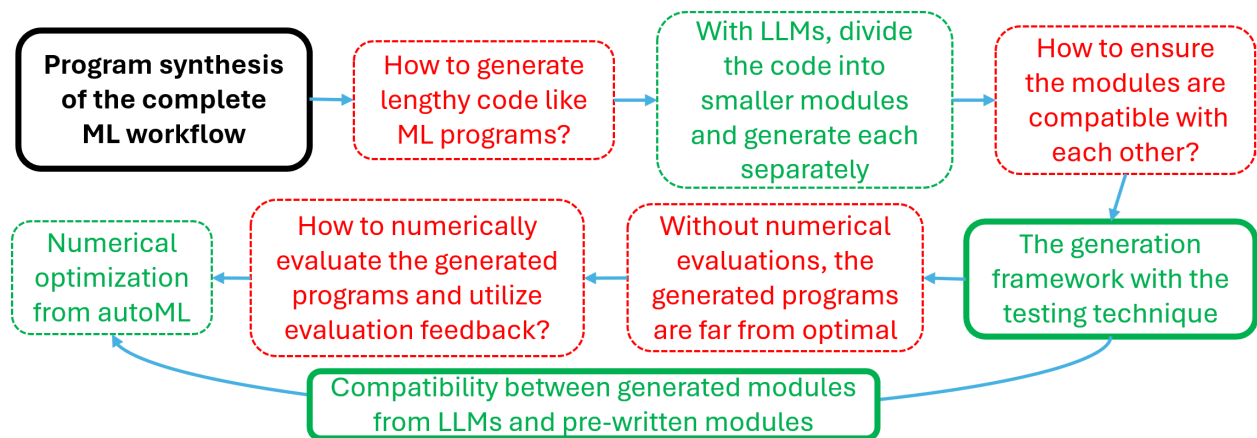 Program synthesis
of the complete
ML workflow
How to generate
lengthy code like
ML programs?
With LLMs, divide
the code into
smaller modules
and generate each
separately
How to ensure
the modules are
compatible with
each other?
The generation
framework with the
testing technique
Without numerical
evaluations, the
generated programs
are far from optimal
How to numerically
evaluate the generated
programs and utilize
evaluation feedback?
Numerical
optimization
from autoML
Compatibility between generated modules
from LLMs and pre-written modules